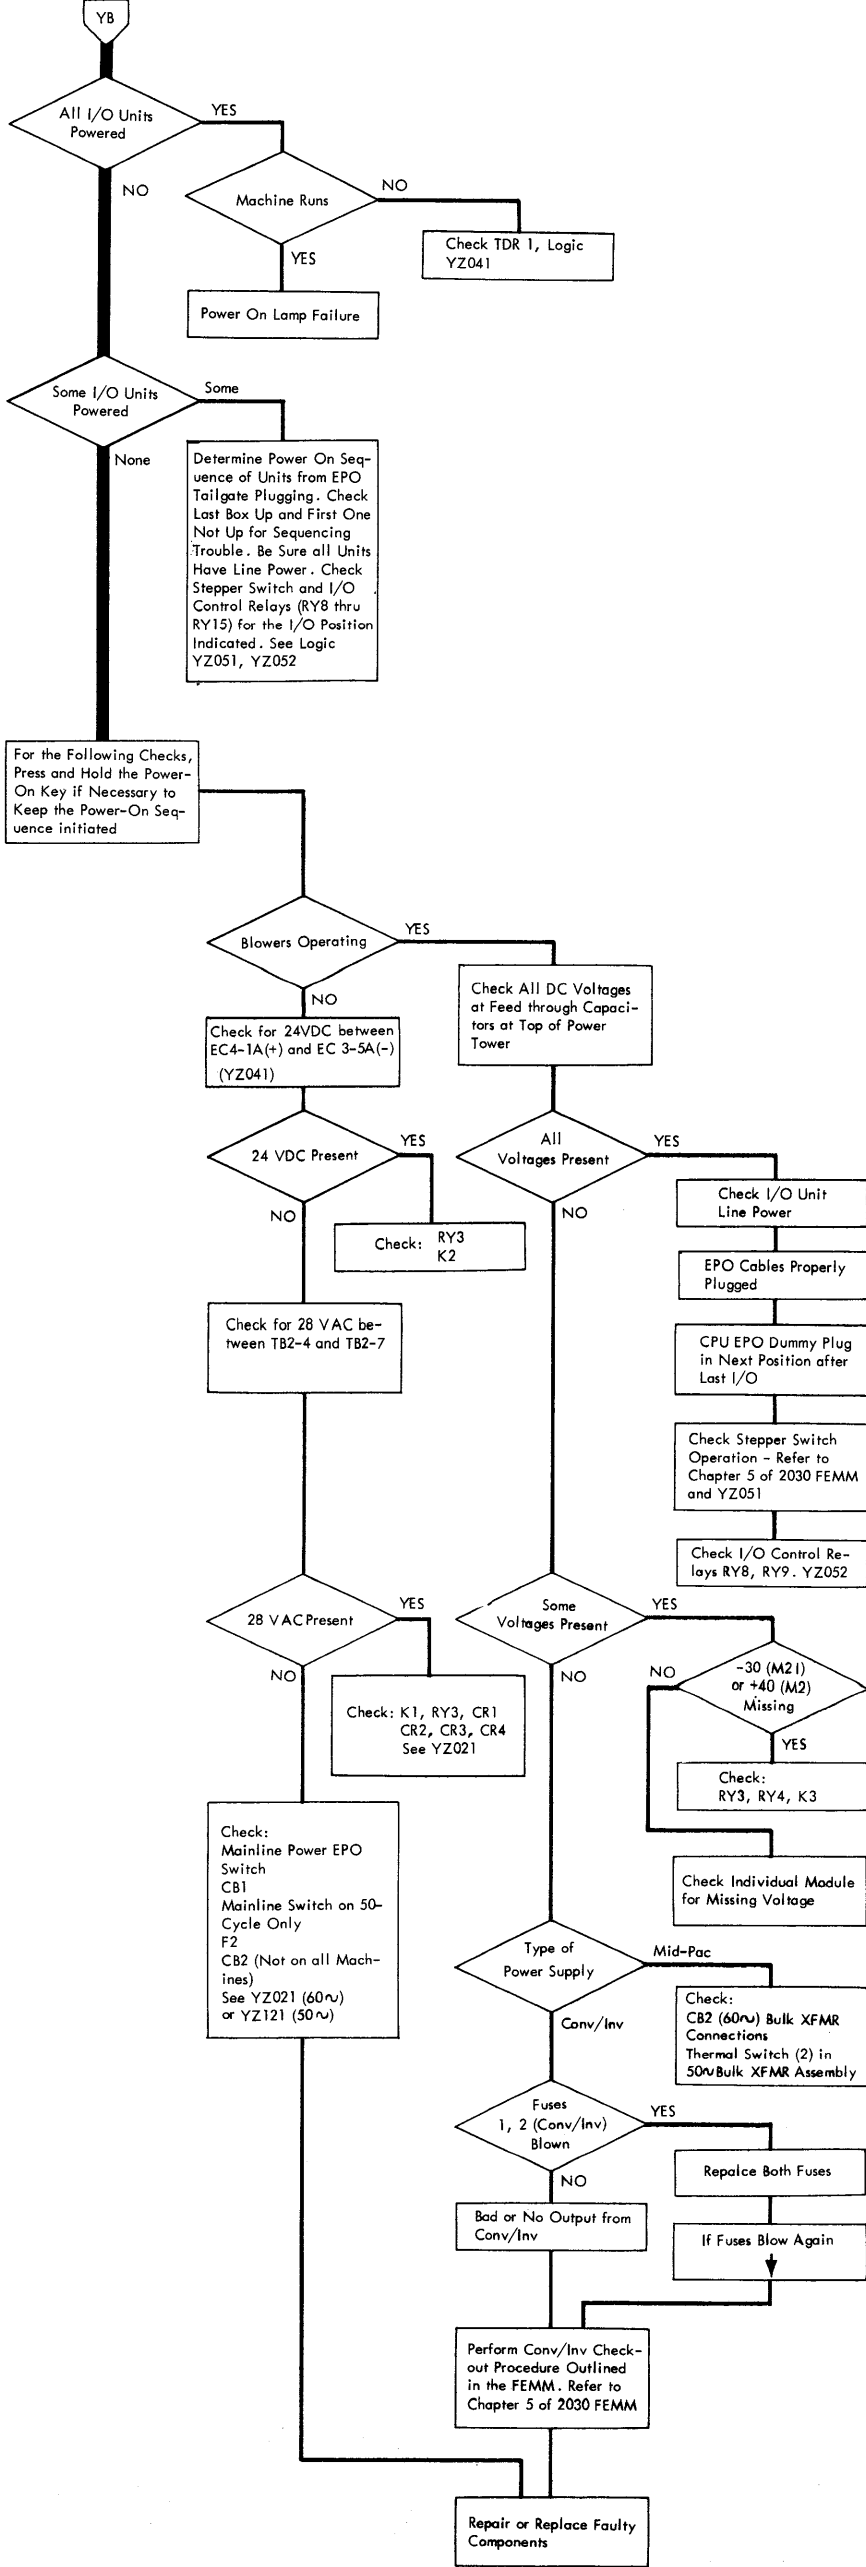 YB
All I/O Units
Powered
YES
NO
Machine Runs
NO
Check TDR 1, Logic
YZ041
YES
Power On Lamp Failure
Some I/O Units
Powered
Some
None
Determine Power On Seq-
uence of Units from EPO
Tailgate Plugging. Check
Last Box Up and First One
Not Up for Sequencing
Trouble. Be Sure all Units
Have Line Power. Check
Stepper Switch and I/O
Control Relays (RY8 thru
RY15) for the I/O Position
Indicated. See Logic
YZ051, YZ052
For the Following Checks,
Press and Hold the Power-
On Key if Necessary to
Keep the Power-On Seq-
uence initiated
Blowers Operating
YES
NO
Check All DC Voltages
at Feed through Capaci-
tors at Top of Power
Tower
Check for 24VDC between
EC4-1A(+) and EC 3-5A(-)
(YZ041)
24 VDC Present
YES
NO
Check: RY3
K2
All
Voltages Present
YES
NO
Check I/O Unit
Line Power
EPO Cables Properly
Plugged
CPU EPO Dummy Plug
in Next Position after
Last I/O
Check Stepper Switch
Operation - Refer to
Chapter 5 of 2030 FEMM
and YZ051
Check I/O Control Re-
lays RY8, RY9. YZ052
Check for 28 VAC be-
tween TB2-4 and TB2-7
28 VAC Present
YES
NO
Check: K1, RY3, CR1
CR2, CR3, CR4
See YZ021
Some
Voltages Present
YES
NO
-30 (M21)
or +40 (M2)
Missing
NO
YES
Check:
RY3, RY4, K3
Check Individual Module
for Missing Voltage
Check:
Mainline Power EPO
Switch
CB1
Mainline Switch on 50-
Cycle Only
F2
CB2 (Not on all Mach-
ines)
See YZ021 (60~)
or YZ121 (50~)
Type of
Power Supply
Mid-Pac
Conv/Inv
Check:
CB2 (60~) Bulk XFMR
Connections
Thermal Switch (2) in
50~Bulk XFMR Assembly
Fuses
1, 2 (Conv/Inv)
Blown
YES
NO
Repalce Both Fuses
If Fuses Blow Again
Bad or No Output from
Conv/Inv
Perform Conv/Inv Check-
out Procedure Outlined
in the FEMM. Refer to
Chapter 5 of 2030 FEMM
Repair or Replace Faulty
Components